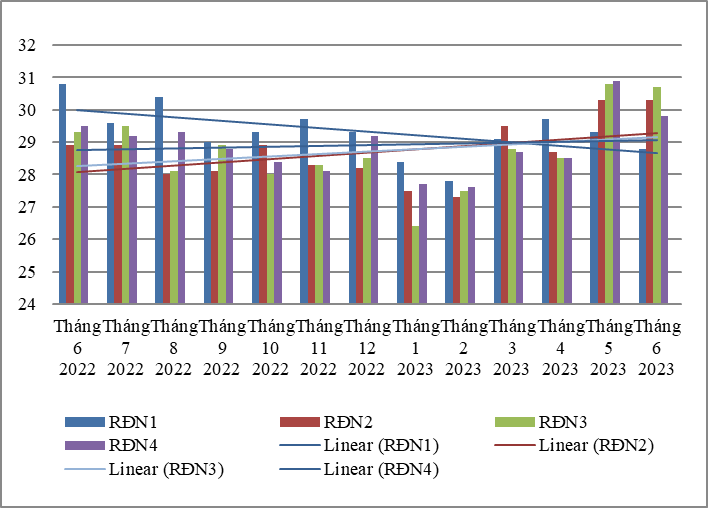 32
31
30
29
28
27
26
25
24
Tháng Tháng Tháng Tháng Tháng Tháng Tháng Tháng Tháng Tháng Tháng Tháng Tháng
6 7 8 9 10 11 12 1 2 3 4 5 6
2022 2022 2022 2022 2022 2022 2022 2023 2023 2023 2023 2023 2023
RĐN1 RĐN2 RĐN3
RĐN4 Linear (RĐN1) Linear (RĐN2)
Linear (RĐN3) Linear (RĐN4)